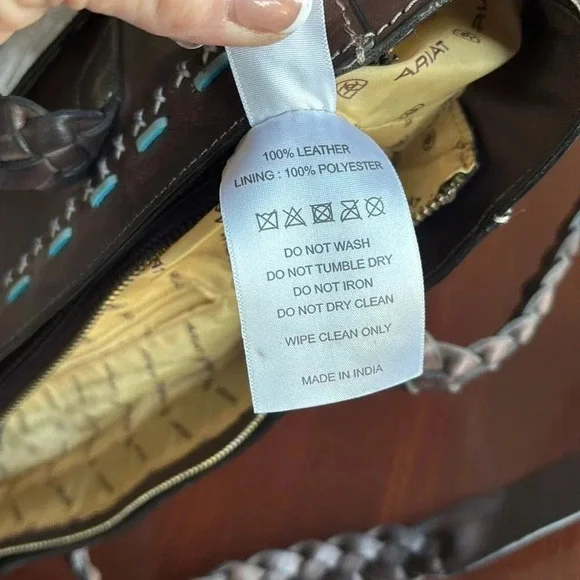 ARIAT
100% LEATHER
LINING : 100% POLYESTER
DO NOT WASH
DO NOT TUMBLE DRY
DO NOT IRON
DO NOT DRY CLEAN
WIPE CLEAN ONLY
MADE IN INDIA